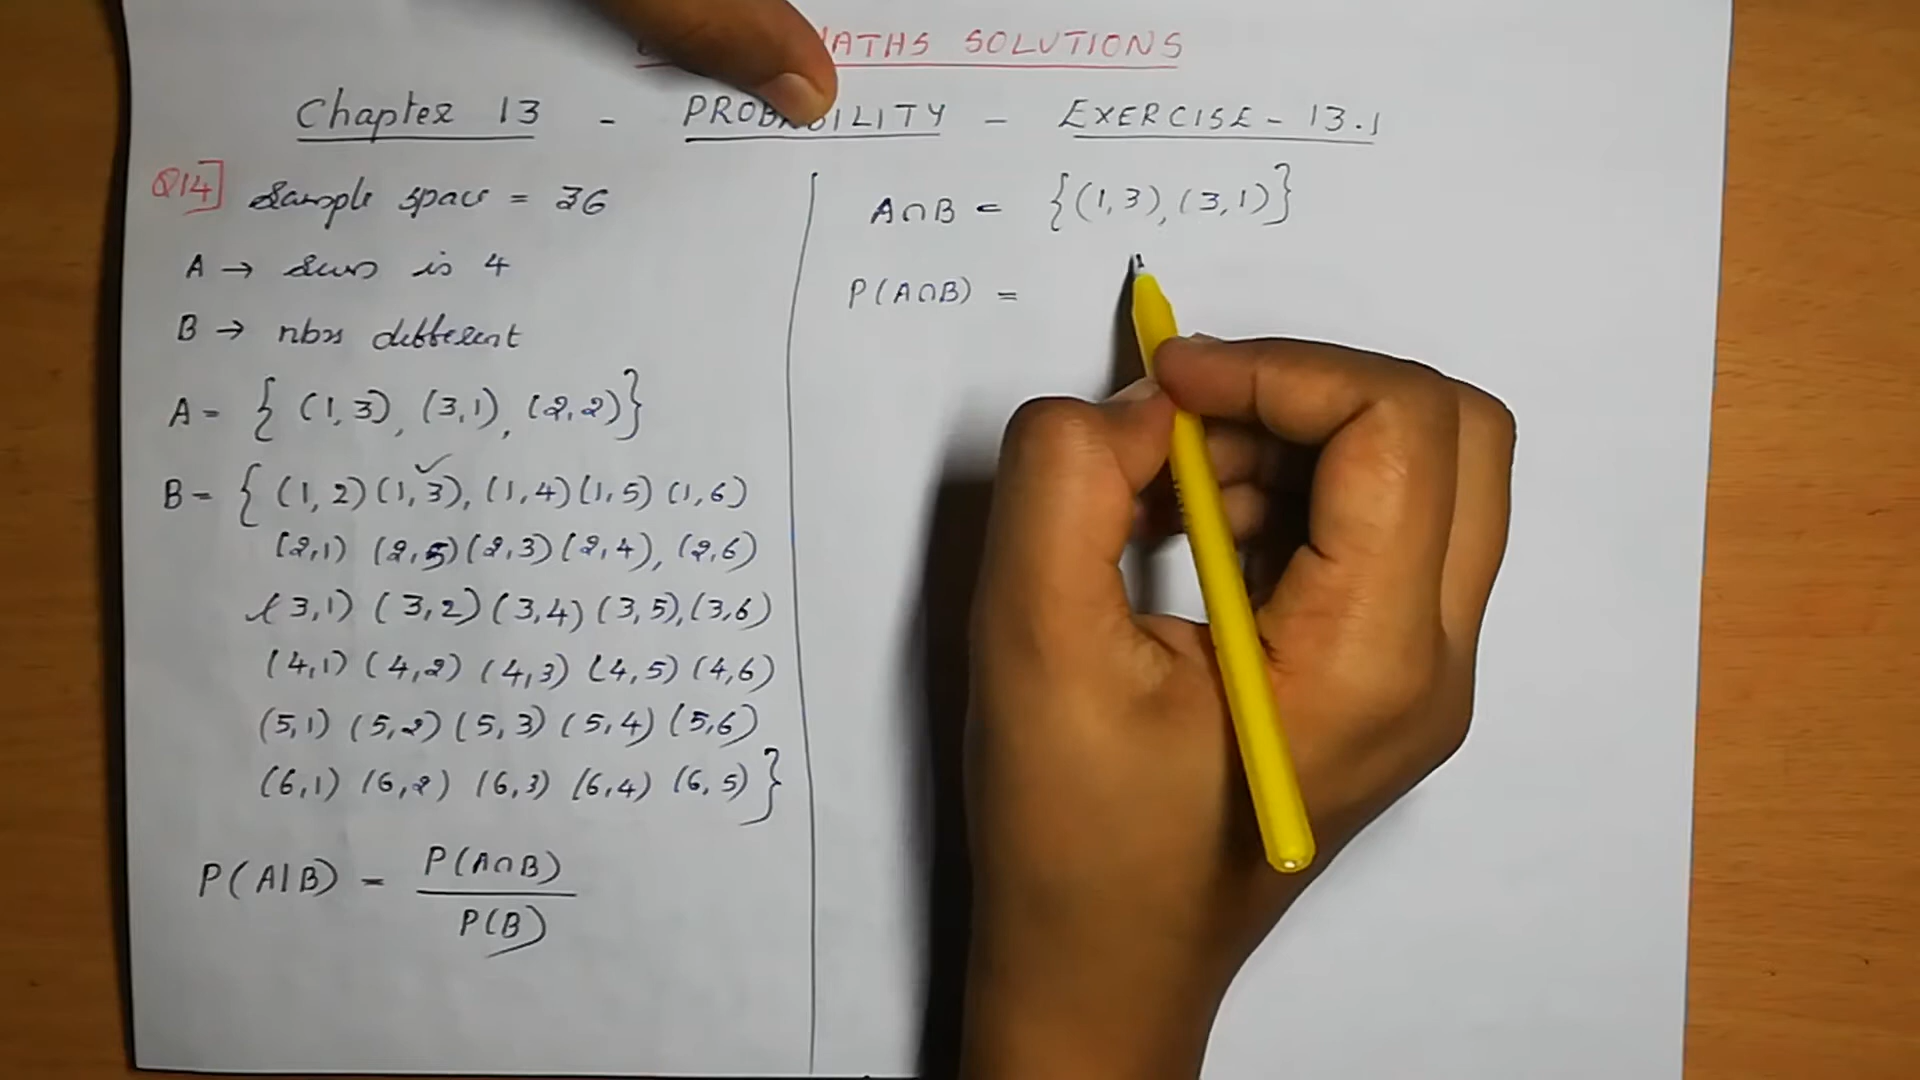 MATHS SOLUTIONS
Chapter 13 - PROBABILITY - EXERCISE - 13.1
Q14] Sample space = 36
A → sum is 4
B → nbrs different
A = { (1,3), (3,1), (2,2)}
B = { (1,2) (1,3), (1,4) (1,5) (1,6)
(2,1) (2,5) (2,3) (2,4), (2,6)
(3,1) (3,2) (3,4) (3,5), (3,6)
(4,1) (4,2) (4,3) (4,5) (4,6)
(5,1) (5,2) (5,3) (5,4) (5,6)
(6,1) (6,2) (6,3) (6,4) (6,5) }
P(A|B) = P(A∩B)
P(B)
A∩B = {(1,3), (3,1)}
P(A∩B) =